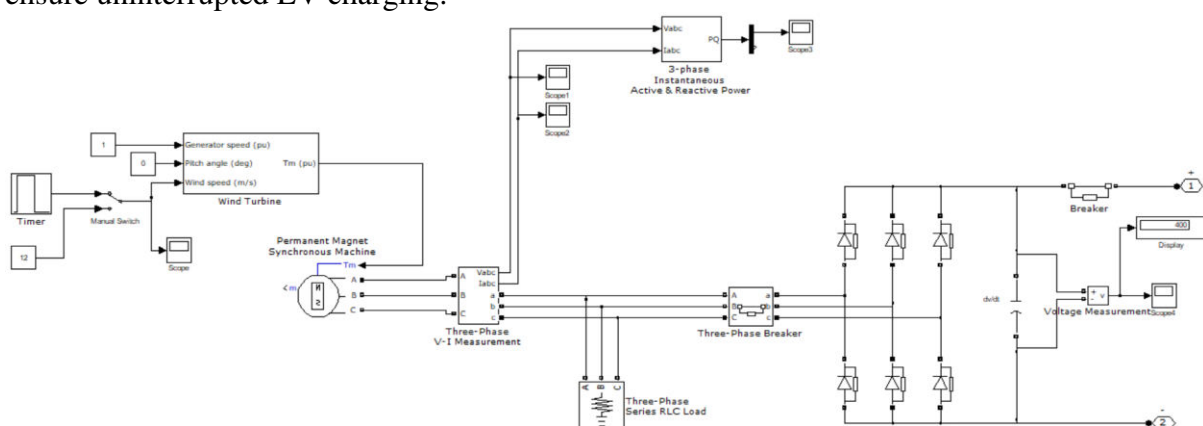 ensure uninterrupted EV charging.
Vabc
Iabc
PQ
Scope3
3-phase
Instantaneous
Active & Reactive Power
Scope1
Scope2
1
Generator speed (pu)
0
Pitch angle (deg)
Tm (pu)
Wind speed (m/s)
Wind Turbine
Timer
Manual Switch
12
Scope
Permanent Magnet
Synchronous Machine
Tm
<m
N
S
A
B
C
A
B
C
Vabc
Iabc
a
b
c
Three-Phase
V-I Measurement
A
B
C
a
b
c
Three-Phase Breaker
A
B
C
Three-Phase
Series RLC Load
+
1
Breaker
400
Display
dv/dt
+
-
v
Voltage Measurement
Scope4
-
2